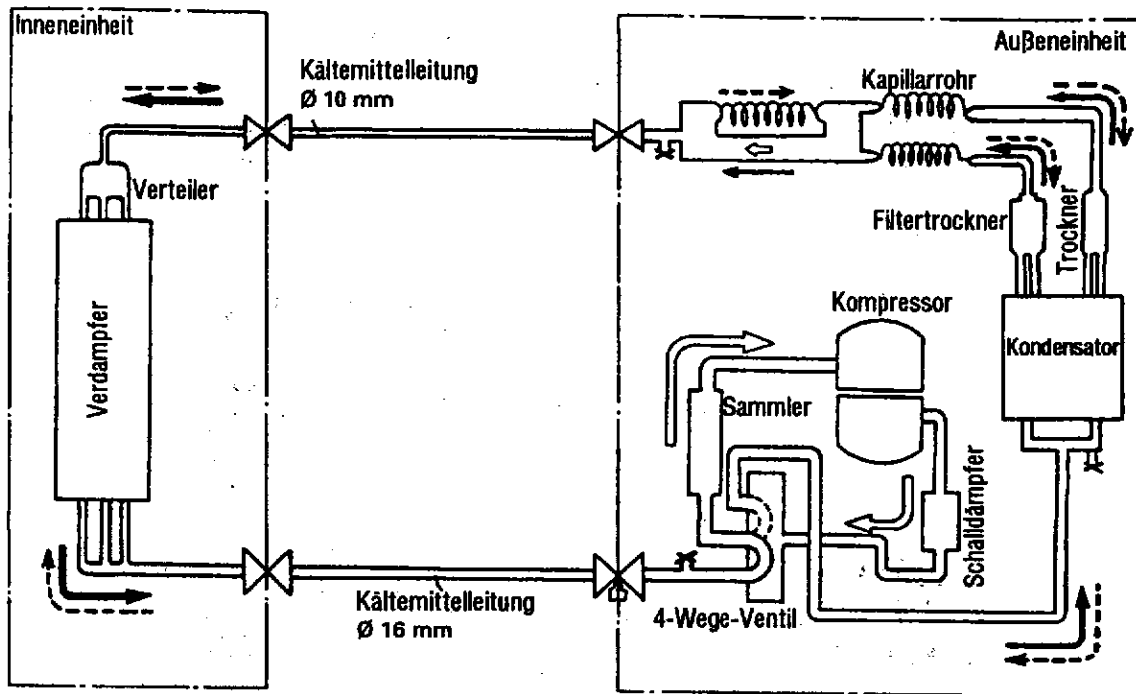 Inneneinheit
Außeneinheit
Kältemittelleitung
Ø 10 mm
Kapillarrohr
Verteiler
Filtertrockner
Trockner
Verdampfer
Kompressor
Kondensator
Sammler
Schalldämpfer
Kältemittelleitung
Ø 16 mm
4-Wege-Ventil